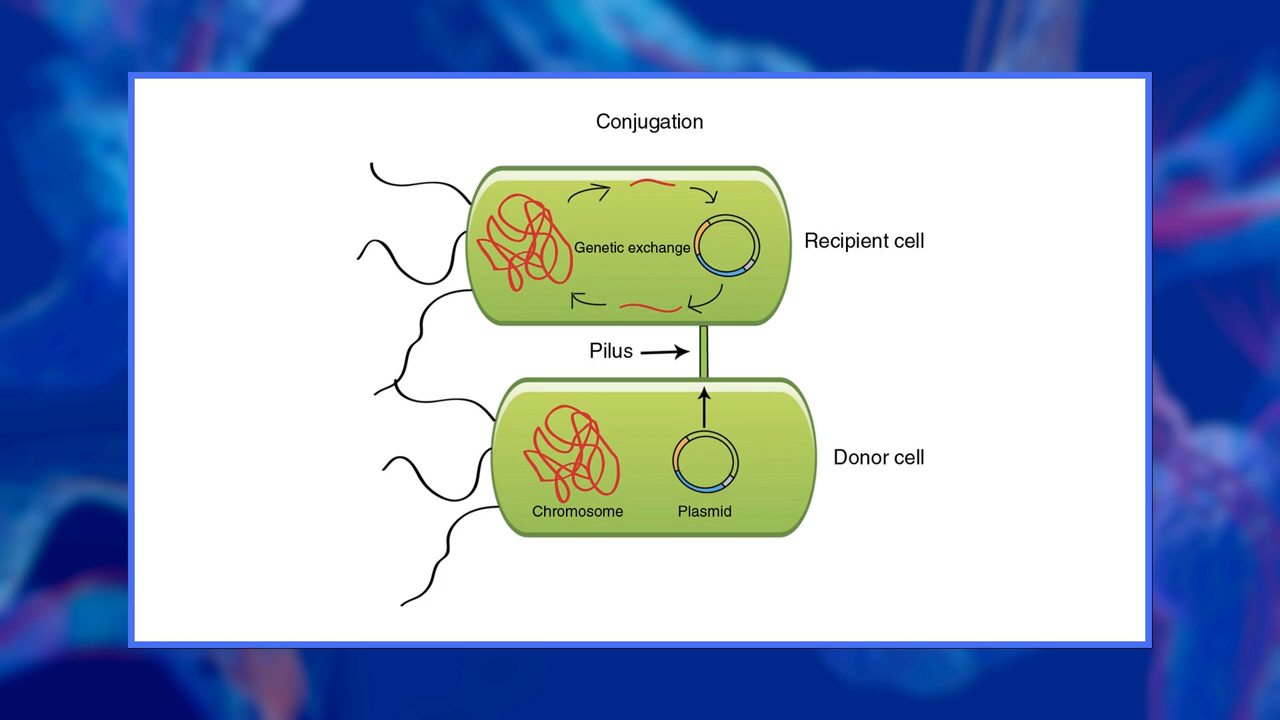 Conjugation
Genetic exchange
Recipient cell
Pilus
Donor cell
Chromosome
Plasmid